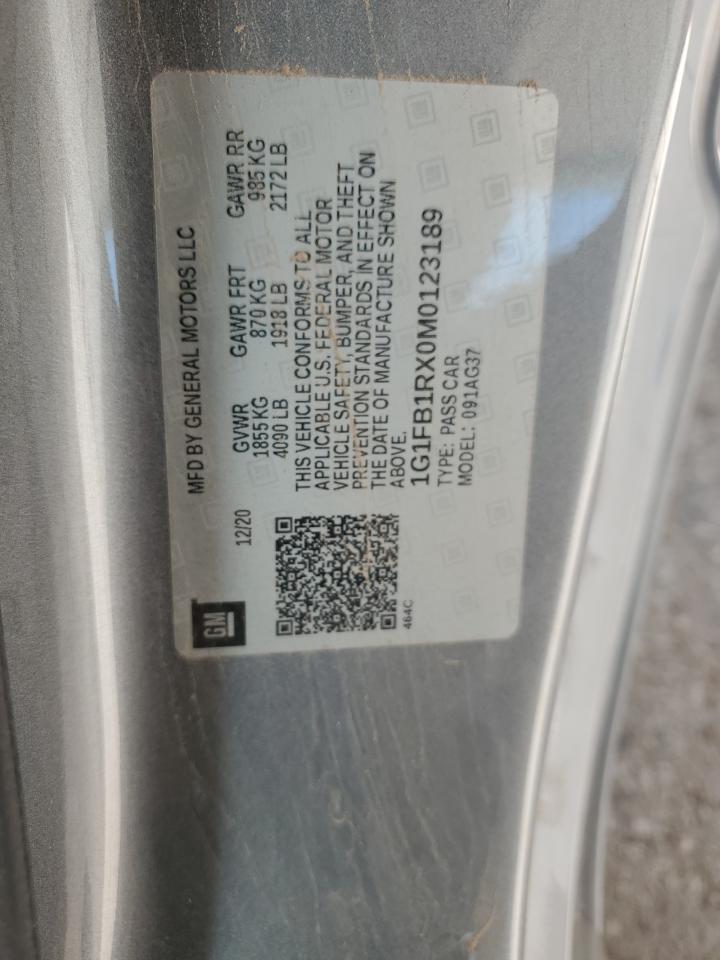 GM
MFD BY GENERAL MOTORS LLC
12/20 GVWR GAWR FRT GAWR RR
1855 KG 870 KG 985 KG
4090 LB 1918 LB 2172 LB
THIS VEHICLE CONFORMS TO ALL
APPLICABLE U.S. FEDERAL MOTOR
VEHICLE SAFETY, BUMPER, AND THEFT
PREVENTION STANDARDS IN EFFECT ON
THE DATE OF MANUFACTURE SHOWN
ABOVE.
1G1FB1RX0M0123189
TYPE: PASS CAR
MODEL: 091AG37
464C